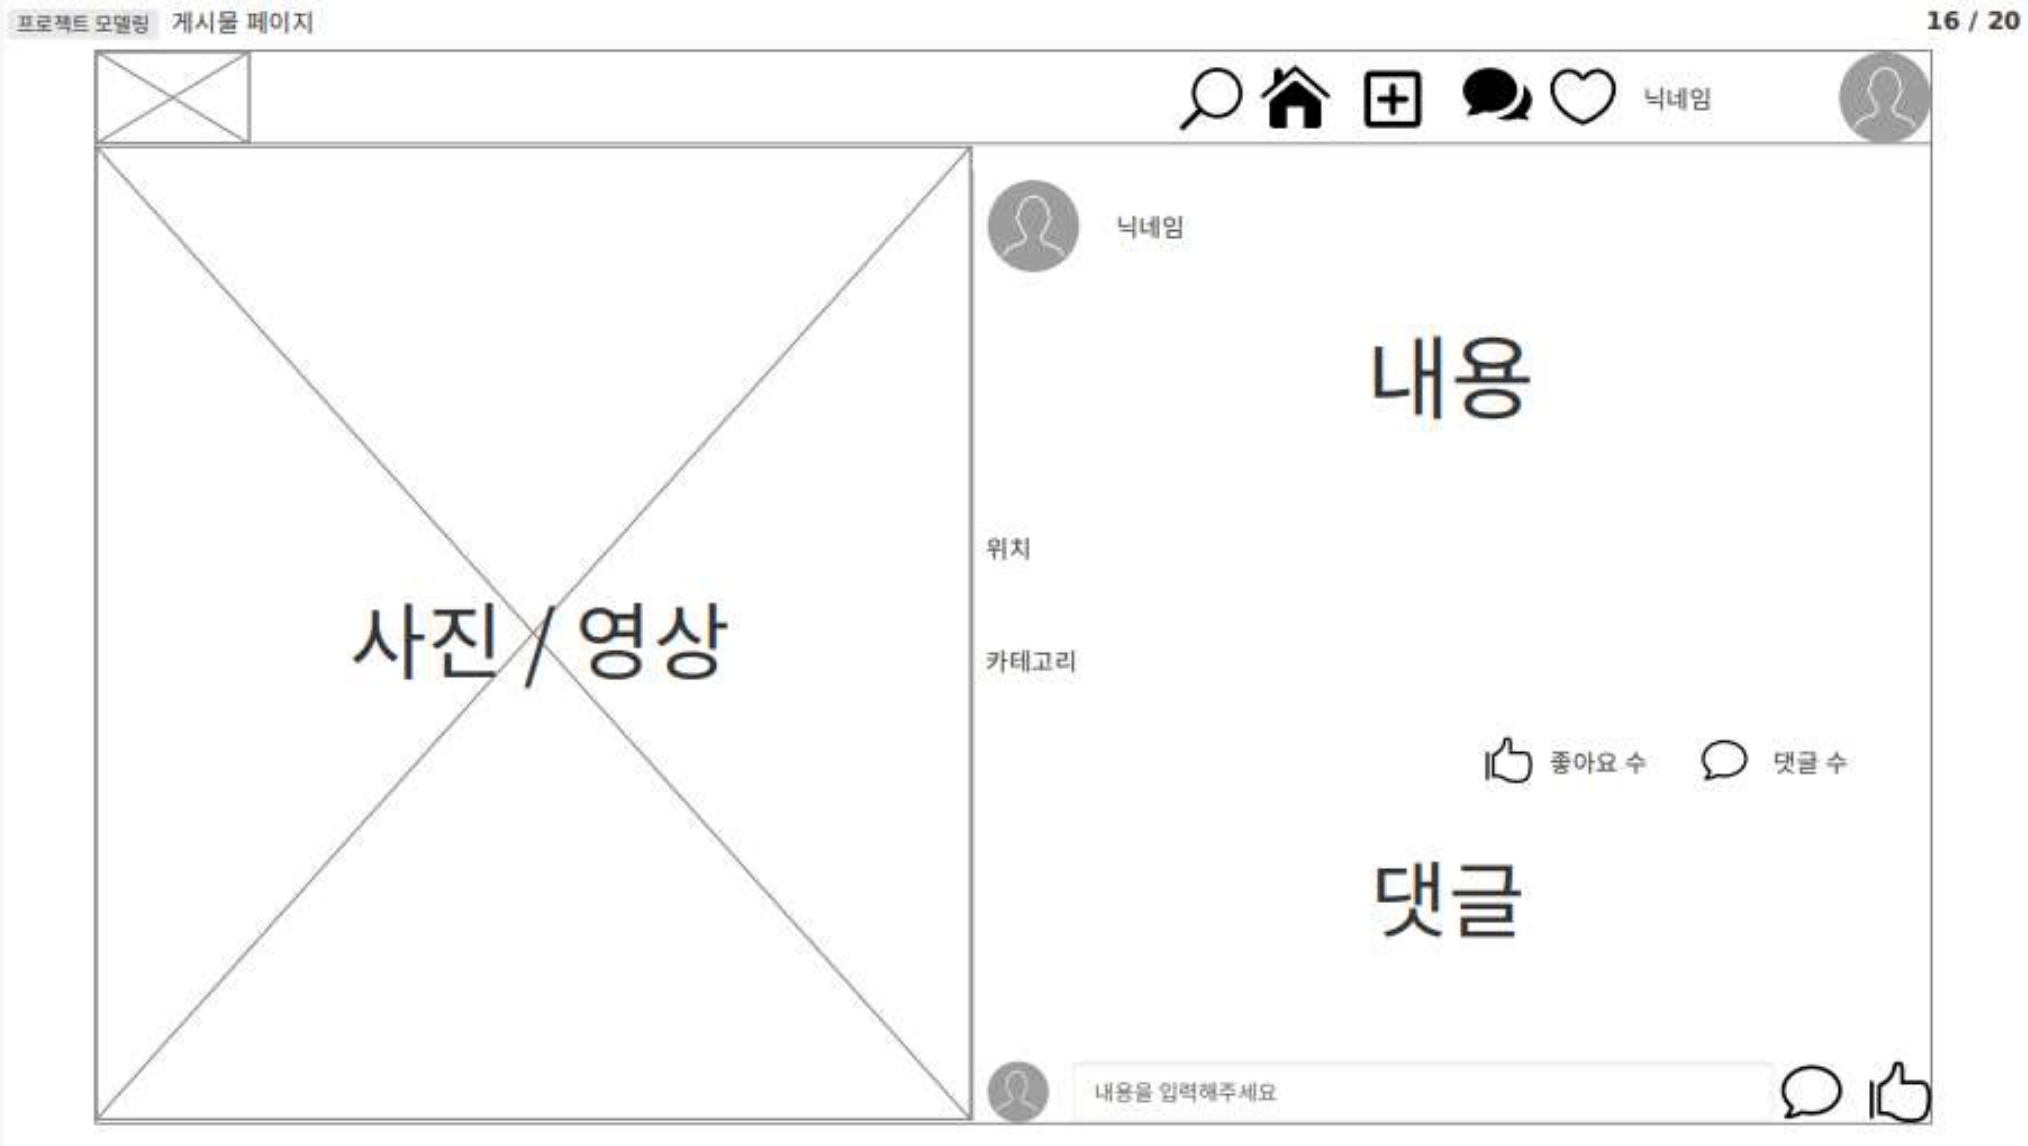 프로젝트 모델링 게시물 페이지 16 / 20
닉네임
닉네임
내용
위치
사진 / 영상
카테고리
좋아요 수 댓글 수
댓글
내용을 입력해주세요